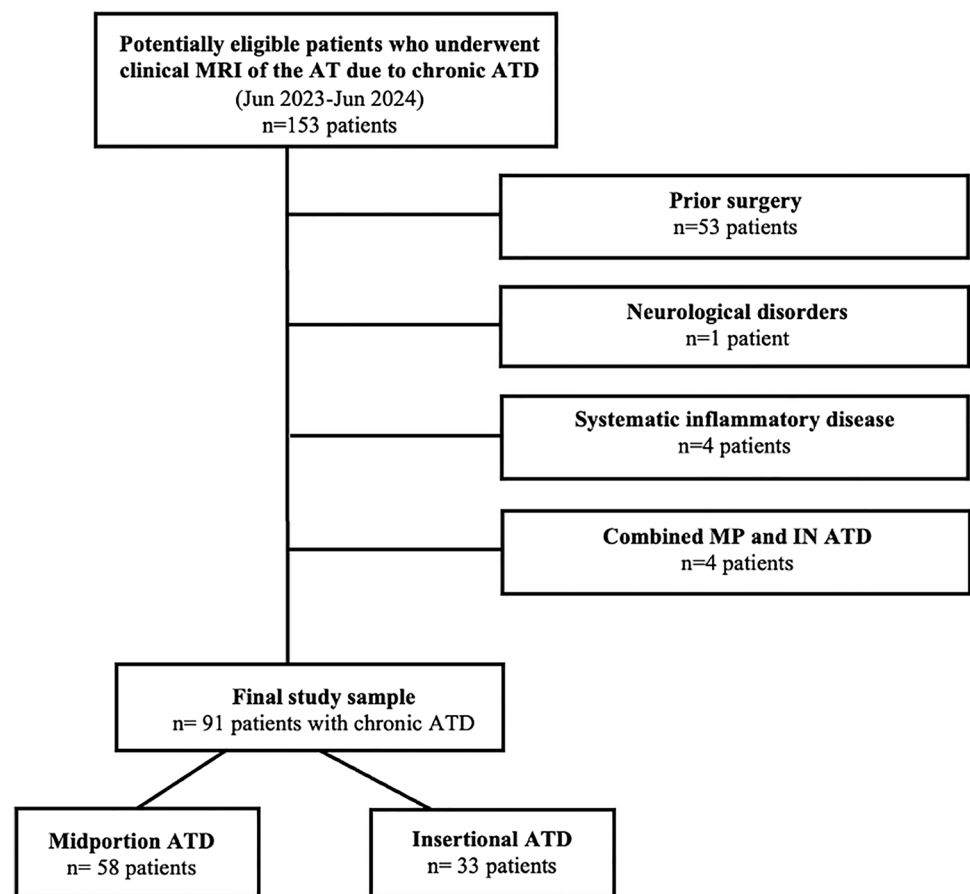 Potentially eligible patients who underwent
clinical MRI of the AT due to chronic ATD
(Jun 2023-Jun 2024)
n=153 patients
Prior surgery
n=53 patients
Neurological disorders
n=1 patient
Systematic inflammatory disease
n=4 patients
Combined MP and IN ATD
n=4 patients
Final study sample
n= 91 patients with chronic ATD
Midportion ATD
n= 58 patients
Insertional ATD
n= 33 patients